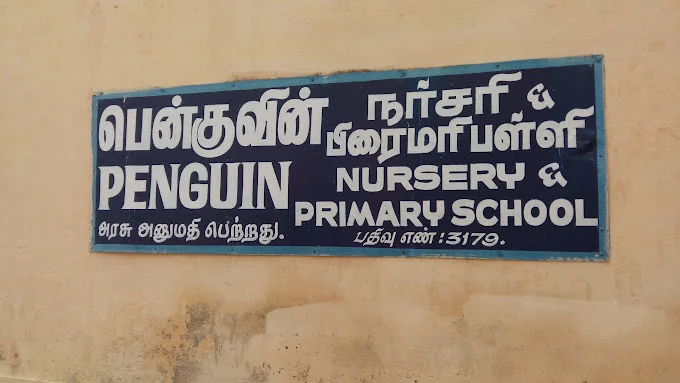 பென்குவின் நர்சரி &
பிரைமரி பள்ளி
PENGUIN NURSERY &
PRIMARY SCHOOL
அரசு அனுமதி பெற்றது. பதிவு எண் : 3179.